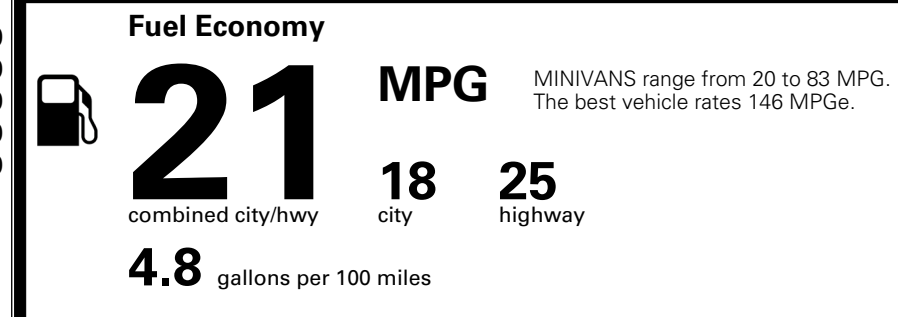 Fuel Economy
21 MPG
MINIVANS range from 20 to 83 MPG.
The best vehicle rates 146 MPGe.
combined city/hwy
18
city
25
highway
4.8 gallons per 100 miles